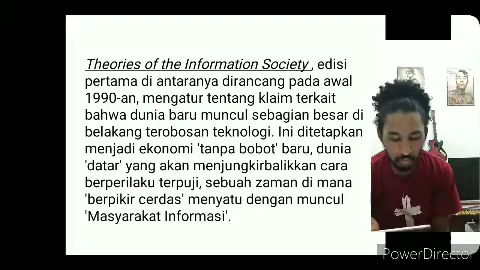 Theories of the Information Society , edisi
pertama di antaranya dirancang pada awal
1990-an, mengatur tentang klaim terkait
bahwa dunia baru muncul sebagian besar di
belakang terobosan teknologi. Ini ditetapkan
menjadi ekonomi 'tanpa bobot' baru, dunia
'datar' yang akan menjungkirbalikkan cara
berperilaku terpuji, sebuah zaman di mana
'berpikir cerdas' menyatu dengan muncul
'Masyarakat Informasi'.
PowerDirector